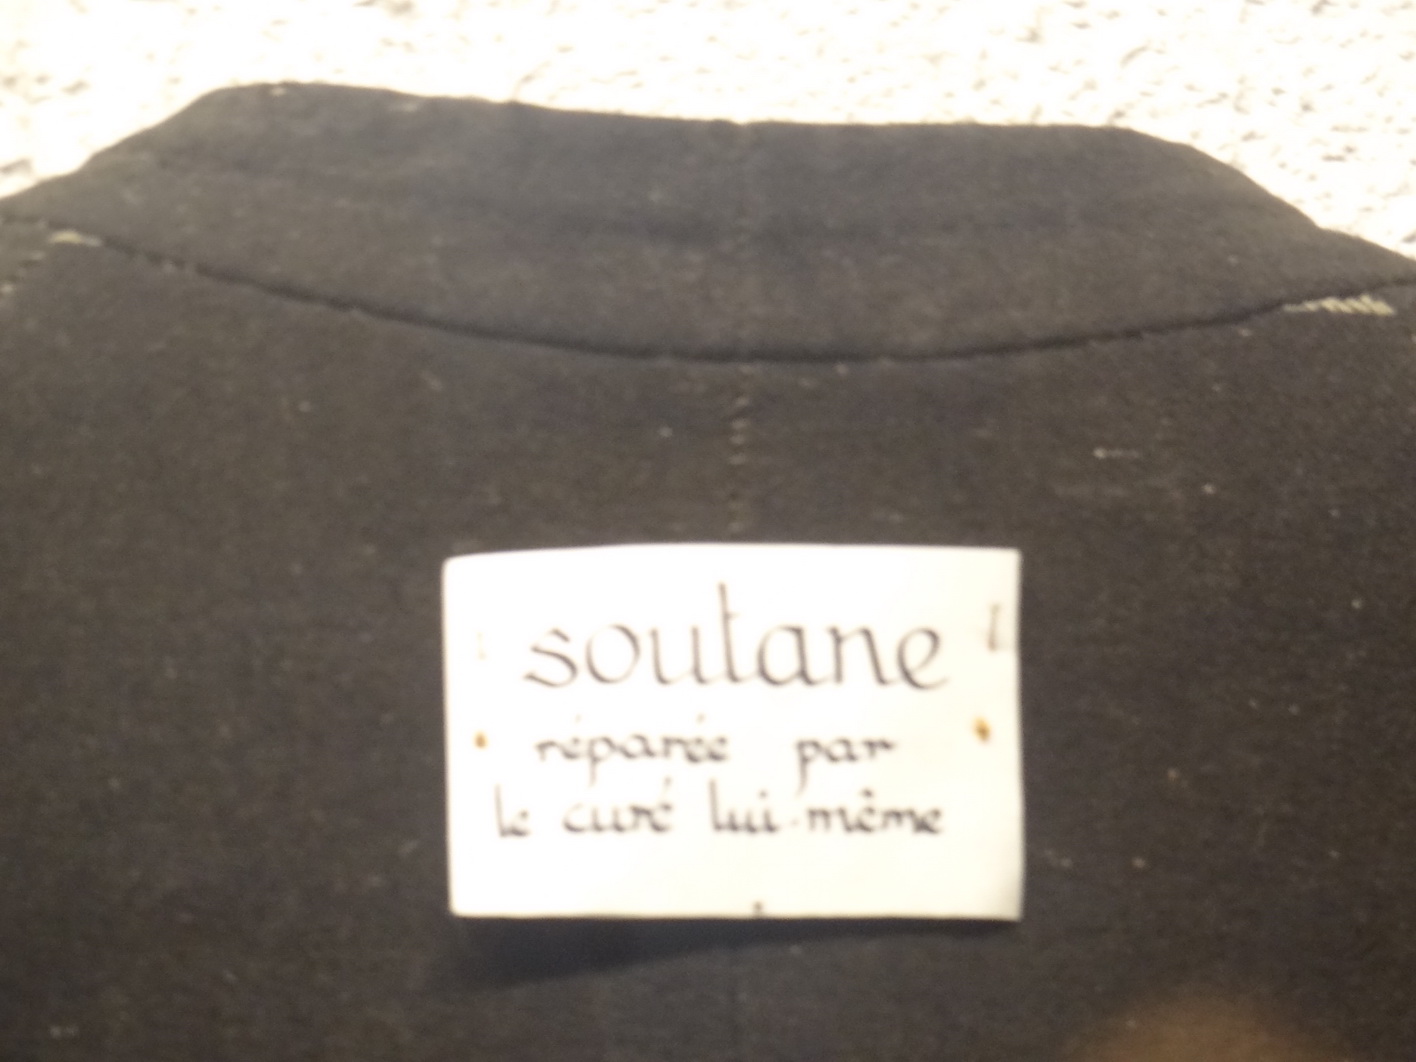 soutane
réparée par
le curé lui-même